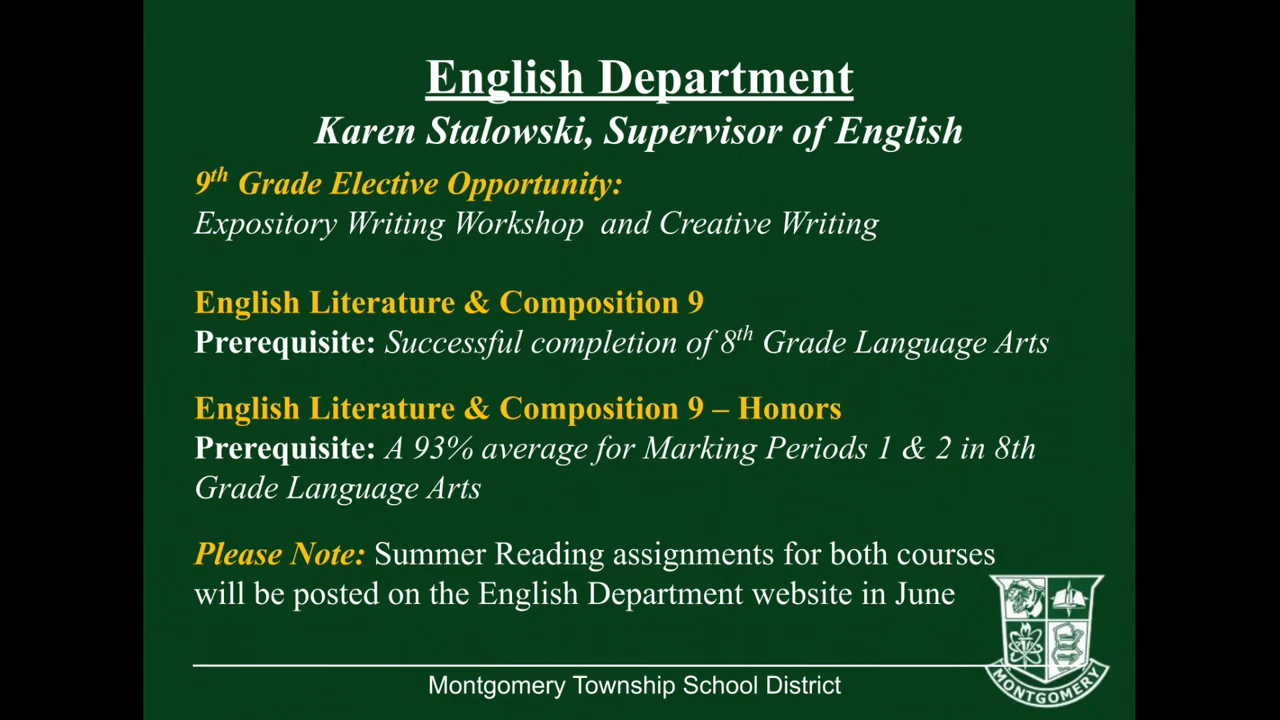 English Department
Karen Stalowski, Supervisor of English
9th Grade Elective Opportunity:
Expository Writing Workshop and Creative Writing
English Literature & Composition 9
Prerequisite: Successful completion of 8th Grade Language Arts
English Literature & Composition 9 – Honors
Prerequisite: A 93% average for Marking Periods 1 & 2 in 8th
Grade Language Arts
Please Note: Summer Reading assignments for both courses
will be posted on the English Department website in June
MONTGOMERY
Montgomery Township School District